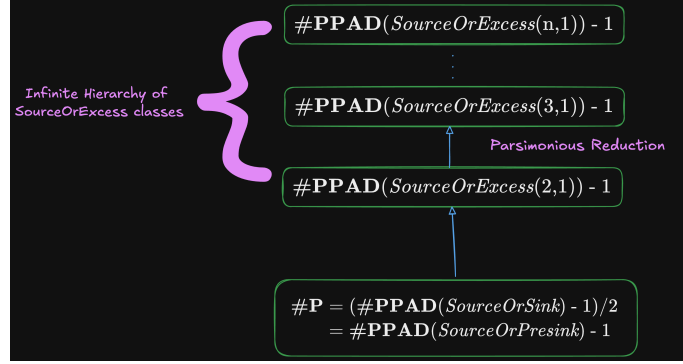 #PPAD(SourceOrExcess(n,1)) - 1
Infinite Hierarchy of
SourceOrExcess classes
#PPAD(SourceOrExcess(3,1)) - 1
Parsimonious Reduction
#PPAD(SourceOrExcess(2,1)) - 1
#P = (#PPAD(SourceOrSink) - 1)/2
= #PPAD(SourceOrPresink) - 1